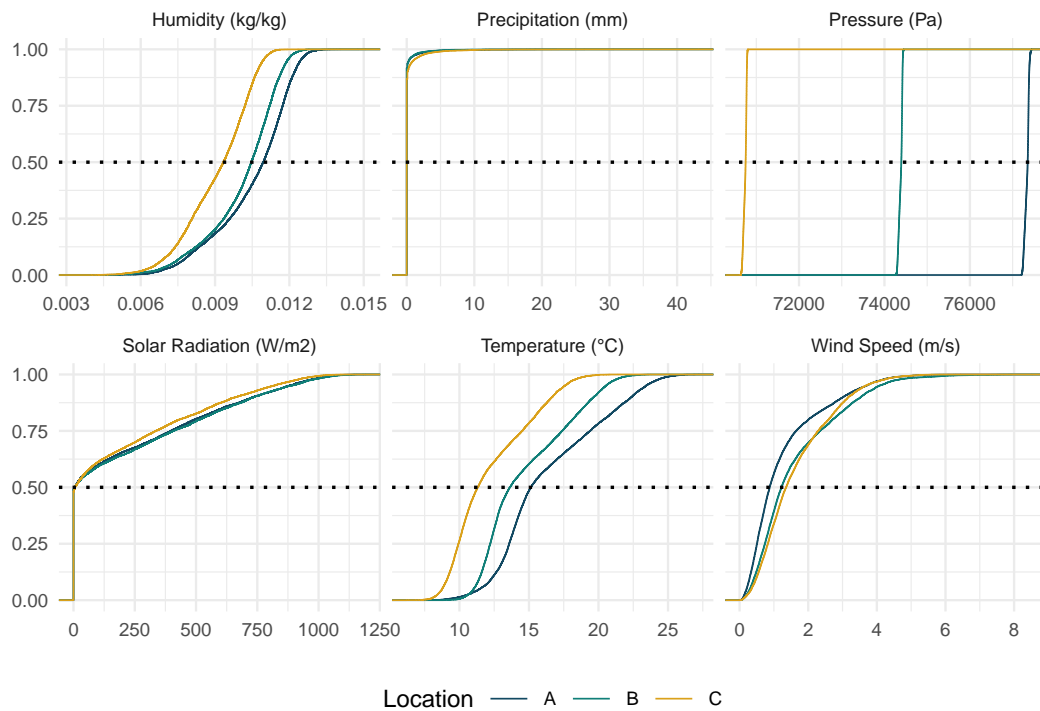 Humidity (kg/kg) Precipitation (mm) Pressure (Pa)
1.00
0.75
0.50
0.25
0.00
0.003 0.006 0.009 0.012 0.015 0 10 20 30 40 72000 74000 76000
Solar Radiation (W/m2) Temperature (°C) Wind Speed (m/s)
1.00
0.75
0.50
0.25
0.00
0 250 500 750 1000 1250 10 15 20 25 0 2 4 6 8
Location A B C